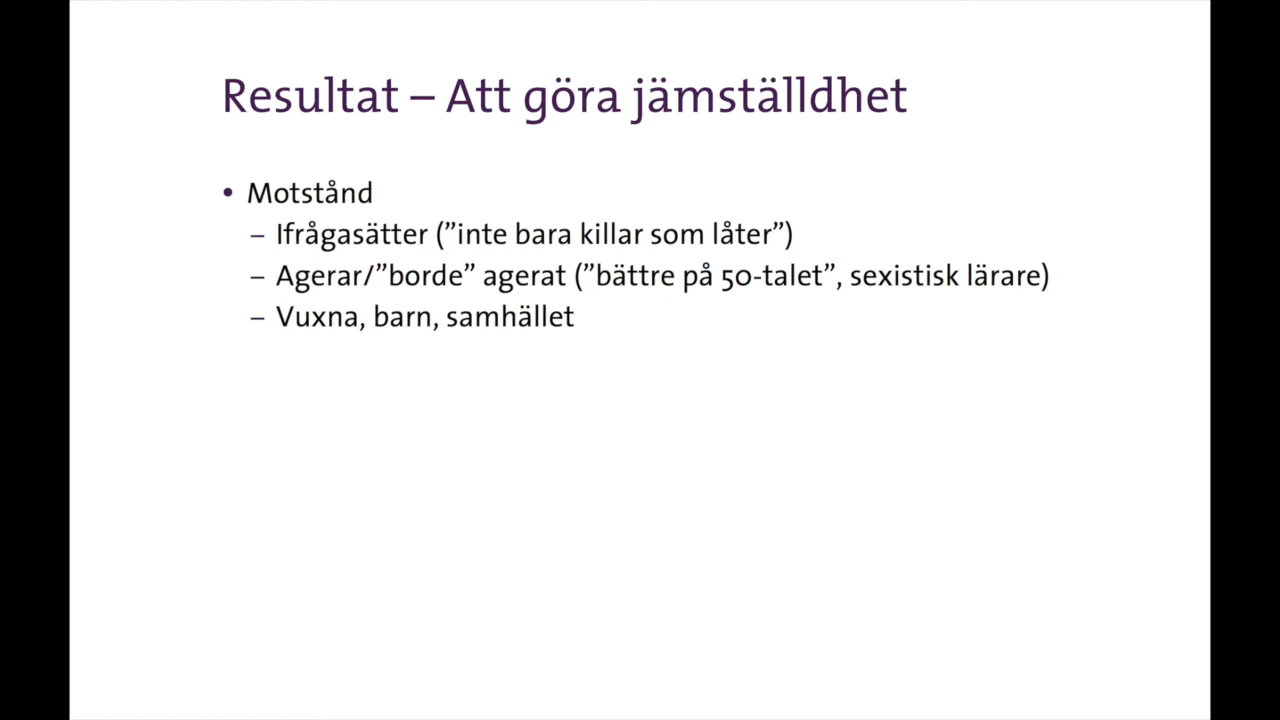 Resultat – Att göra jämställdhet
• Motstånd
– Ifrågasätter (”inte bara killar som låter”)
– Agerar/”borde” agerat (”bättre på 50-talet”, sexistisk lärare)
– Vuxna, barn, samhället